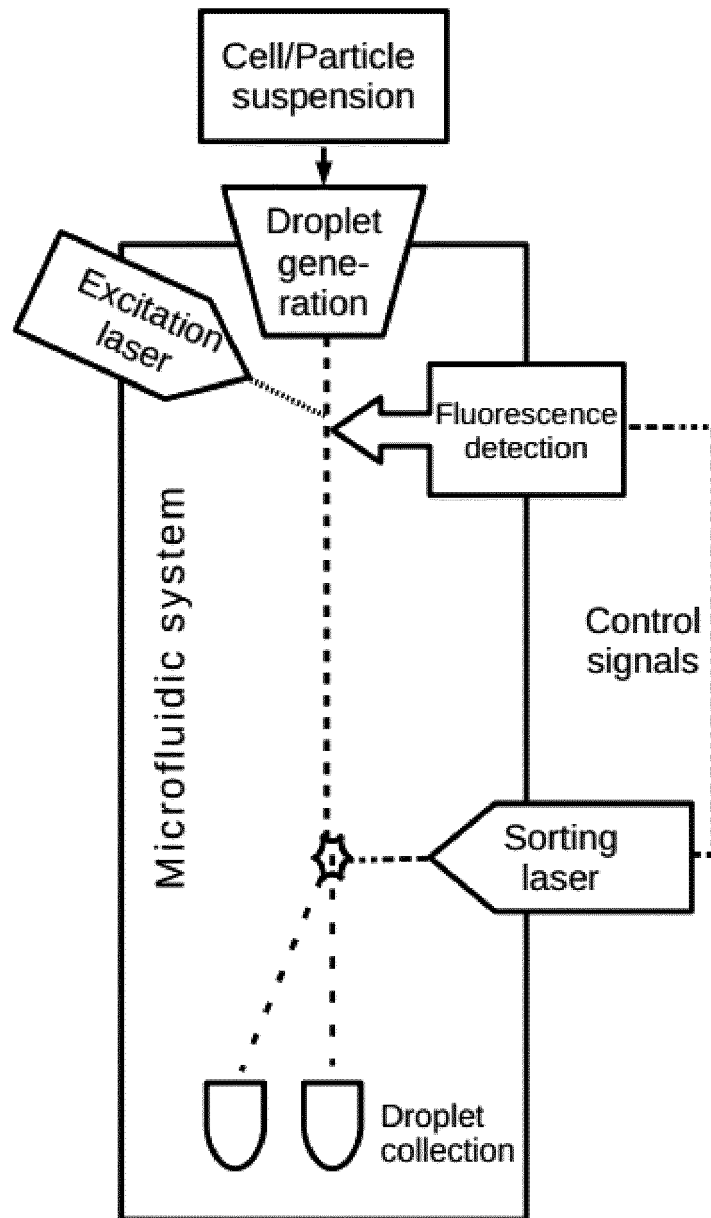 Cell/Particle
suspension
Droplet
gene-
ration
Excitation
laser
Fluorescence
detection
Microfluidic system
Control
signals
Sorting
laser
Droplet
collection